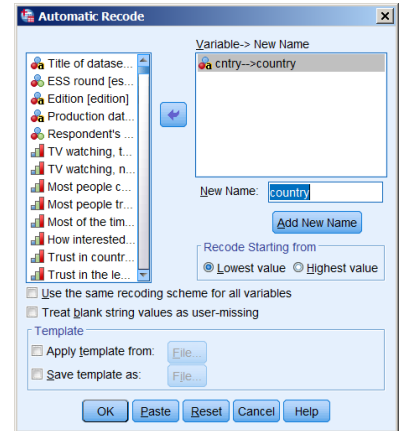 Automatic Recode
Variable-> New Name
Title of datase...
ESS round [es...
Edition [edition]
Production dat...
Respondent's ...
TV watching, t...
TV watching, n...
Most people c...
Most people tr...
Most of the tim...
How interested...
Trust in countr...
Trust in the le...
cntry-->country
New Name: country
Add New Name
Recode Starting from
Lowest value Highest value
Use the same recoding scheme for all variables
Treat blank string values as user-missing
Template
Apply template from: File...
Save template as: File...
OK Paste Reset Cancel Help